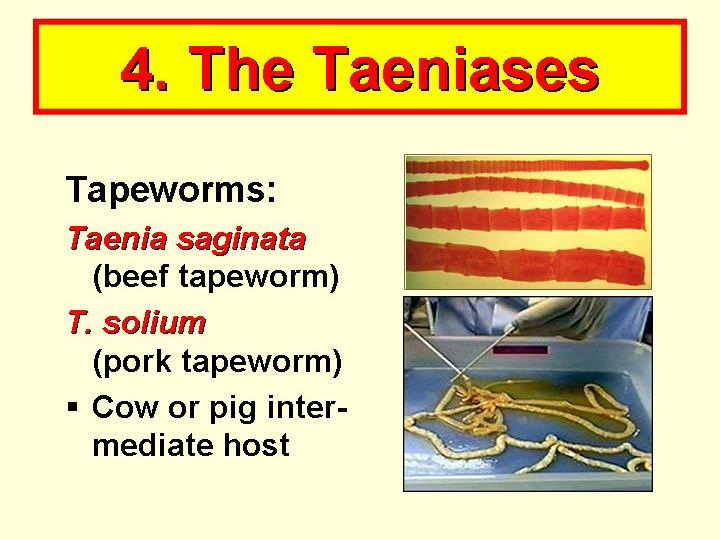 4. The Taeniases
Tapeworms:
Taenia saginata
(beef tapeworm)
T. solium
(pork tapeworm)
▪ Cow or pig inter-
mediate host